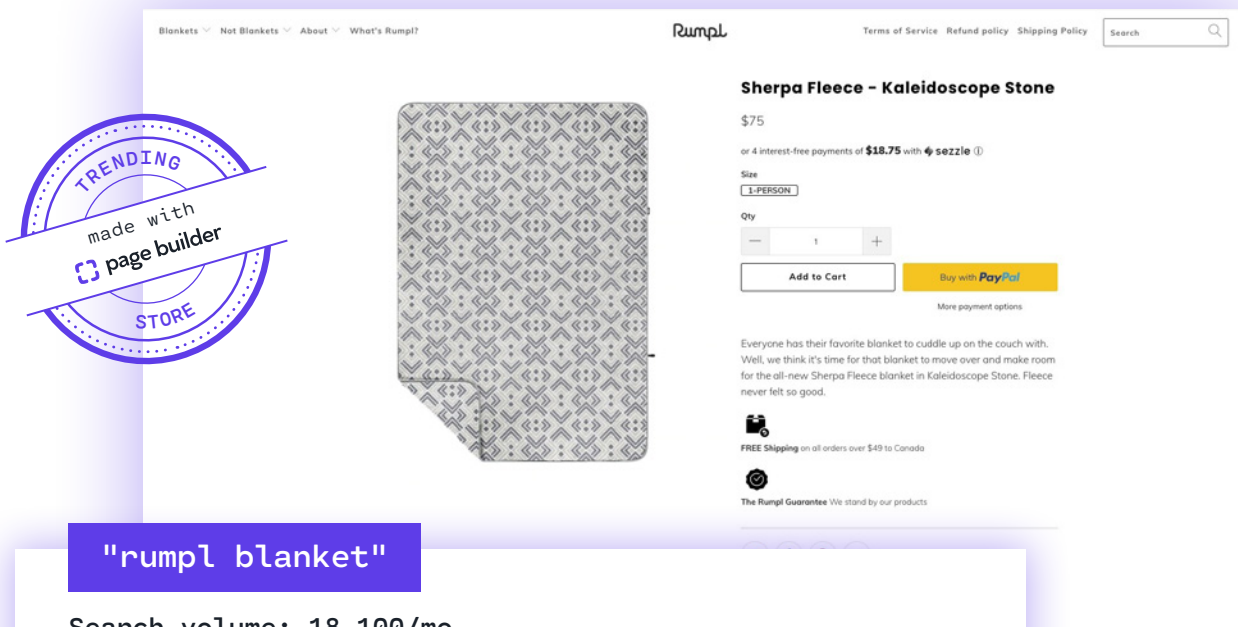 Blankets Not Blankets About What's Rumpl?
Rumpl
Terms of Service Refund policy Shipping Policy
Search
Sherpa Fleece - Kaleidoscope Stone
$75
or 4 interest-free payments of $18.75 with sezzle
Size
1-PERSON
Qty
1
Add to Cart
Buy with PayPal
More payment options
Everyone has their favorite blanket to cuddle up on the couch with.
Well, we think it's time for that blanket to move over and make room
for the all-new Sherpa Fleece blanket in Kaleidoscope Stone. Fleece
never felt so good.
FREE Shipping on all orders over $49 to Canada
The Rumpl Guarantee We stand by our products
TRENDING
made with
page builder
STORE
"rumpl blanket"
Search volume: 18,100/mo